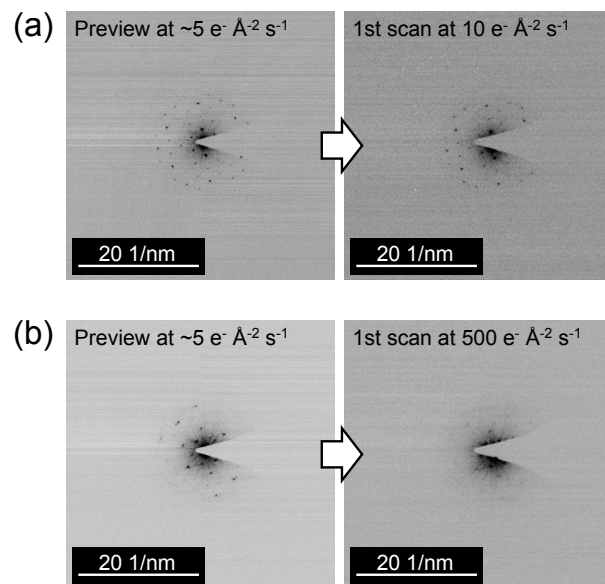 (a)
Preview at ~5 e⁻ Å⁻² s⁻¹
1st scan at 10 e⁻ Å⁻² s⁻¹
20 1/nm
20 1/nm
(b)
Preview at ~5 e⁻ Å⁻² s⁻¹
1st scan at 500 e⁻ Å⁻² s⁻¹
20 1/nm
20 1/nm